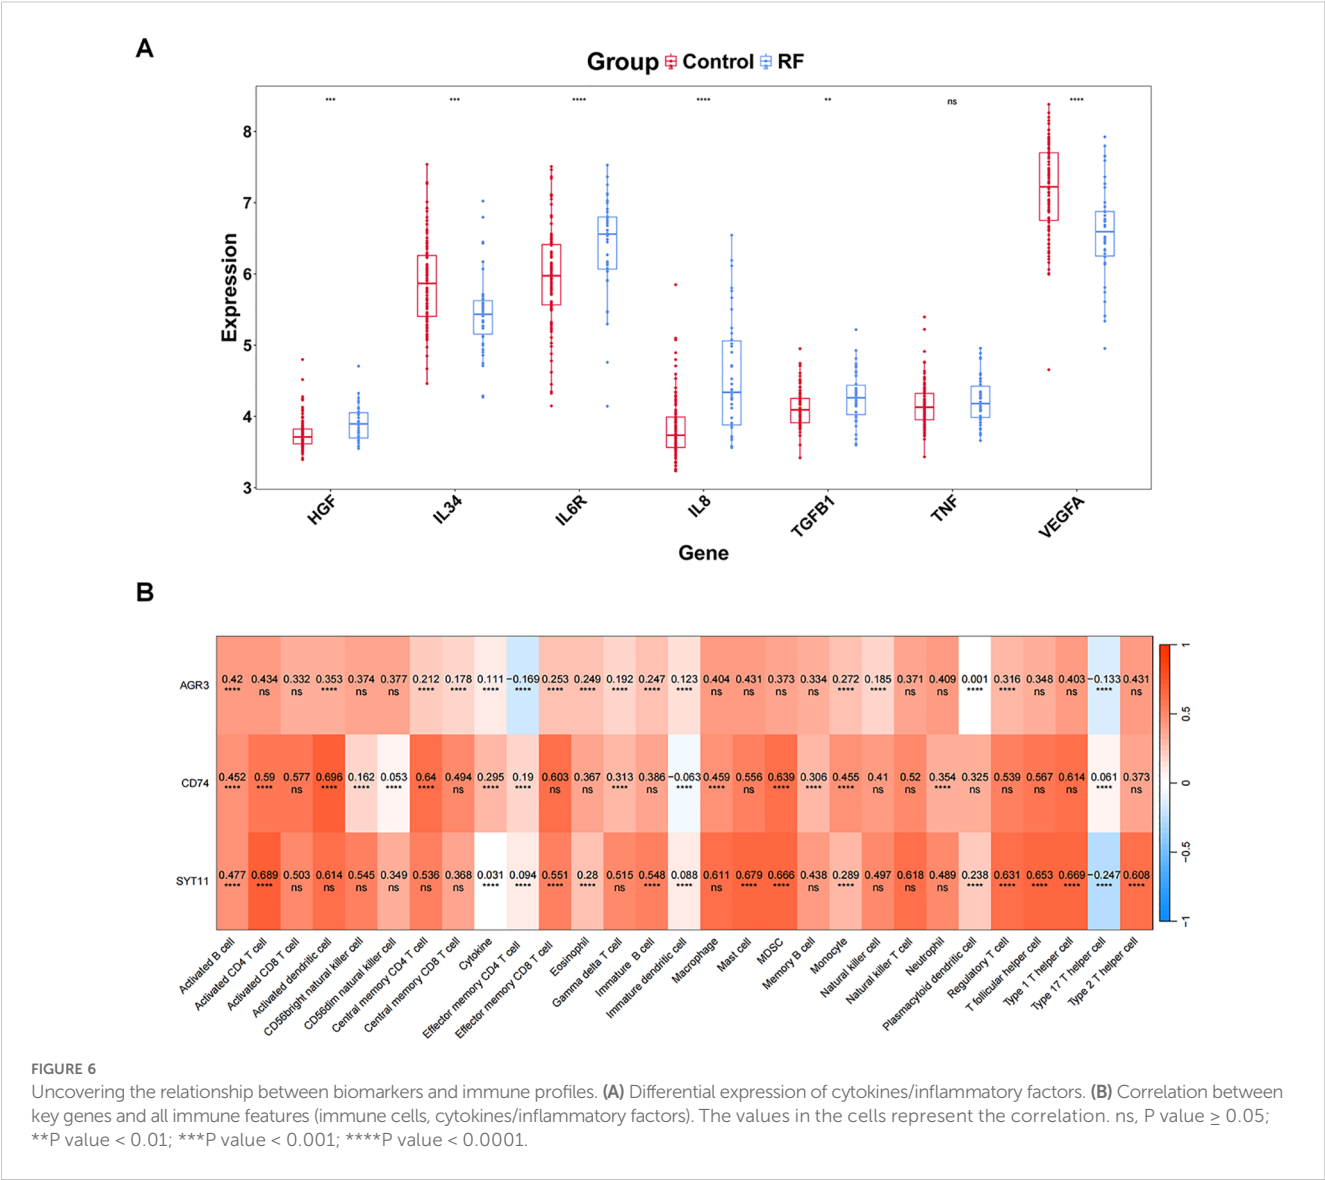 A
Group Control RF
*** *** **** **** ** ns ****
Expression
8
7
6
5
4
3
HGF IL34 IL6R IL8 TGFB1 TNF VEGFA
Gene
B
AGR3
0.42 0.434 0.332 0.353 0.374 0.377 0.212 0.178 0.111 −0.169 0.253 0.249 0.192 0.247 0.123 0.404 0.431 0.373 0.334 0.272 0.185 0.371 0.409 0.001 0.316 0.348 0.403 −0.133 0.431
**** ns ns **** ns ns **** **** **** **** **** **** **** **** **** ns ns ns ns **** **** ns ns **** **** ns ns **** ns
CD74
0.452 0.59 0.577 0.696 0.162 0.053 0.64 0.494 0.295 0.19 0.603 0.367 0.313 0.386 −0.063 0.459 0.556 0.639 0.306 0.455 0.41 0.52 0.354 0.325 0.539 0.567 0.614 0.061 0.373
**** **** ns **** **** **** **** ns **** **** ns **** **** ns **** **** ns **** **** **** ns ns **** ns ns ns ns **** ns
SYT11
0.477 0.689 0.503 0.614 0.545 0.349 0.536 0.368 0.031 0.094 0.551 0.28 0.515 0.548 0.088 0.611 0.679 0.666 0.438 0.289 0.497 0.618 0.489 0.238 0.631 0.653 0.669 −0.247 0.608
**** **** ns ns ns ns ns ns **** **** **** **** ns **** **** ns **** **** ns **** ns ns ns **** **** **** **** **** ****
1
0.5
0
−0.5
−1
Activated B cell
Activated CD4 T cell
Activated CD8 T cell
Activated dendritic cell
CD56bright natural killer cell
CD56dim natural killer cell
Central memory CD4 T cell
Central memory CD8 T cell
Cytokine
Effector memory CD4 T cell
Effector memory CD8 T cell
Eosinophil
Gamma delta T cell
Immature B cell
Immature dendritic cell
Macrophage
Mast cell
MDSC
Memory B cell
Monocyte
Natural killer cell
Natural killer T cell
Neutrophil
Plasmacytoid dendritic cell
Regulatory T cell
T follicular helper cell
Type 1 T helper cell
Type 17 T helper cell
Type 2 T helper cell
FIGURE 6
Uncovering the relationship between biomarkers and immune profiles. (A) Differential expression of cytokines/inflammatory factors. (B) Correlation between
key genes and all immune features (immune cells, cytokines/inflammatory factors). The values in the cells represent the correlation. ns, P value ≥ 0.05;
**P value < 0.01; ***P value < 0.001; ****P value < 0.0001.